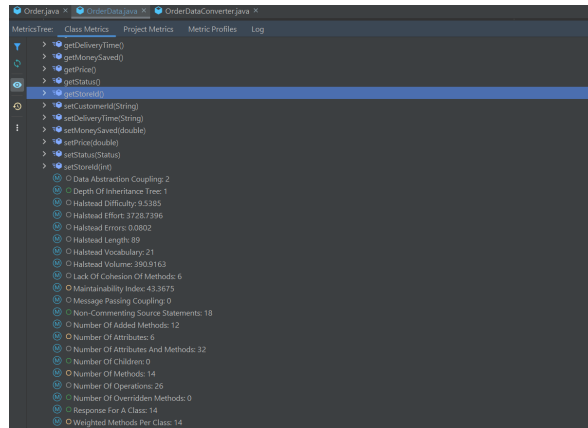 Order.java × OrderData.java × OrderDataConverter.java ×
MetricsTree: Class Metrics Project Metrics Metric Profiles Log
getDeliveryTime()
getMoneySaved()
getPrice()
getStatus()
getStoreId()
setCustomerId(String)
setDeliveryTime(String)
setMoneySaved(double)
setPrice(double)
setStatus(Status)
setStoreId(int)
Data Abstraction Coupling: 2
Depth Of Inheritance Tree: 1
Halstead Difficulty: 9.5385
Halstead Effort: 3728.7396
Halstead Errors: 0.0802
Halstead Length: 89
Halstead Vocabulary: 21
Halstead Volume: 390.9163
Lack Of Cohesion Of Methods: 6
Maintainability Index: 43.3675
Message Passing Coupling: 0
Non-Commenting Source Statements: 18
Number Of Added Methods: 12
Number Of Attributes: 6
Number Of Attributes And Methods: 32
Number Of Children: 0
Number Of Methods: 14
Number Of Operations: 26
Number Of Overridden Methods: 0
Response For A Class: 14
Weighted Methods Per Class: 14